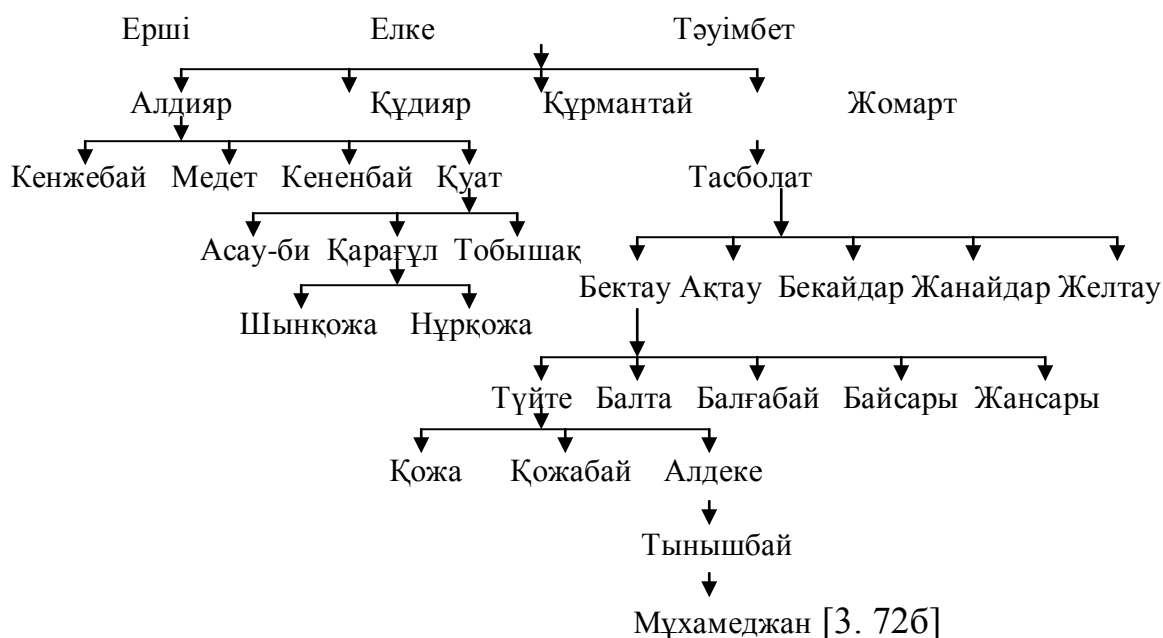 Ерші Елке Тәуімбет
Алдияр Құдияр Құрмантай Жомарт
Кенжебай Медет Кененбай Қуат Тасболат
Асау-би Қарағұл Тобышақ
Бектау Ақтау Бекайдар Жанайдар Желтау
Шынқожа Нұрқожа
Түйте Балта Балғабай Байсары Жансары
Қожа Қожабай Алдеке
Тынышбай
Мұхамеджан [3. 72б]